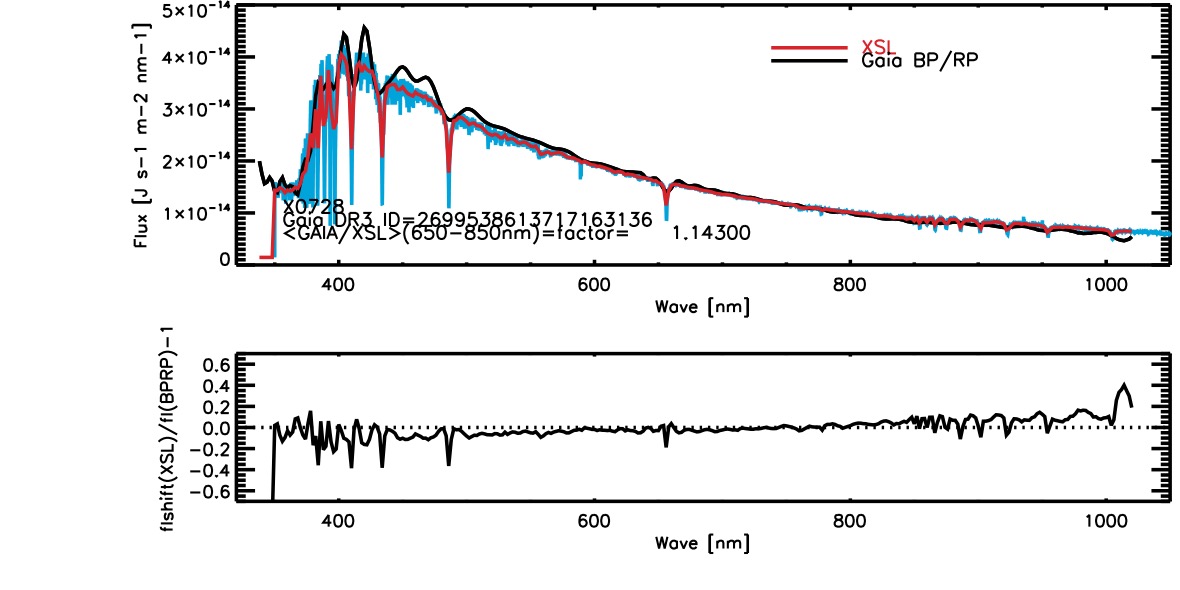 5×10⁻¹⁴
4×10⁻¹⁴
3×10⁻¹⁴
2×10⁻¹⁴
1×10⁻¹⁴
0
Flux [J s−1 m−2 nm−1]
XSL
Gaia BP/RP
X0728
Gaia DR3 ID=2699538613717163136
<GAIA/XSL>(650−850nm)=factor= 1.14300
400 600 800 1000
Wave [nm]
flshift(XSL)/fl(BPRP)−1
0.6
0.4
0.2
0.0
−0.2
−0.4
−0.6
400 600 800 1000
Wave [nm]